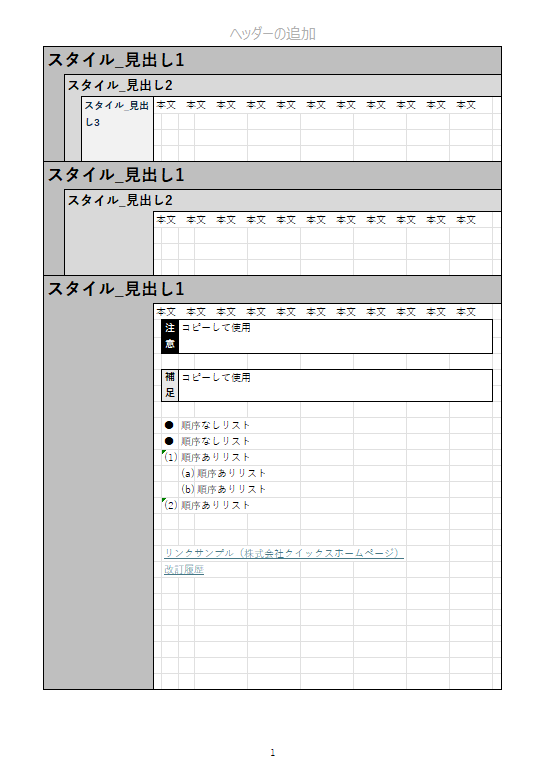 ヘッダーの追加
スタイル_見出し1
スタイル_見出し2
スタイル_見出
し3
本文 本文 本文 本文 本文 本文 本文 本文 本文 本文 本文
スタイル_見出し1
スタイル_見出し2
本文 本文 本文 本文 本文 本文 本文 本文 本文 本文 本文
スタイル_見出し1
本文 本文 本文 本文 本文 本文 本文 本文 本文 本文 本文
注意 コピーして使用
補足 コピーして使用
● 順序なしリスト
● 順序なしリスト
(1) 順序ありリスト
(a) 順序ありリスト
(b) 順序ありリスト
(2) 順序ありリスト
リンクサンプル（株式会社クイックスホームページ）
改訂履歴
1